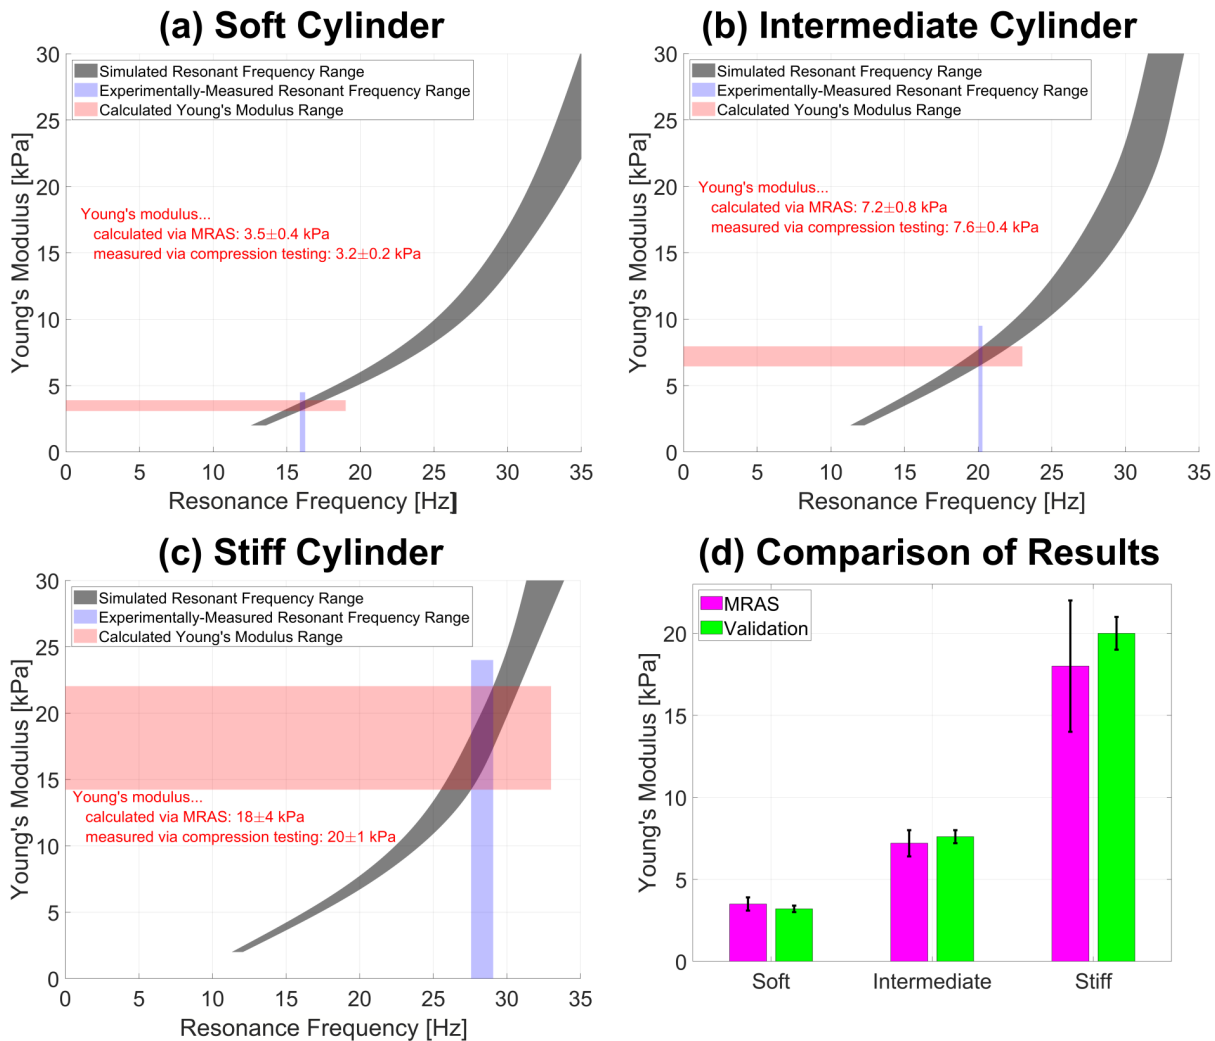 (a) Soft Cylinder
30
25
20
15
10
5
0
Young's Modulus [kPa]
Simulated Resonant Frequency Range
Experimentally-Measured Resonant Frequency Range
Calculated Young's Modulus Range
Young's modulus...
calculated via MRAS: 3.5±0.4 kPa
measured via compression testing: 3.2±0.2 kPa
0 5 10 15 20 25 30 35
Resonance Frequency [Hz]
(b) Intermediate Cylinder
30
25
20
15
10
5
0
Young's Modulus [kPa]
Simulated Resonant Frequency Range
Experimentally-Measured Resonant Frequency Range
Calculated Young's Modulus Range
Young's modulus...
calculated via MRAS: 7.2±0.8 kPa
measured via compression testing: 7.6±0.4 kPa
0 5 10 15 20 25 30 35
Resonance Frequency [Hz]
(c) Stiff Cylinder
30
25
20
15
10
5
0
Young's Modulus [kPa]
Simulated Resonant Frequency Range
Experimentally-Measured Resonant Frequency Range
Calculated Young's Modulus Range
Young's modulus...
calculated via MRAS: 18±4 kPa
measured via compression testing: 20±1 kPa
0 5 10 15 20 25 30 35
Resonance Frequency [Hz]
(d) Comparison of Results
20
15
10
5
0
Young's Modulus [kPa]
MRAS
Validation
Soft Intermediate Stiff